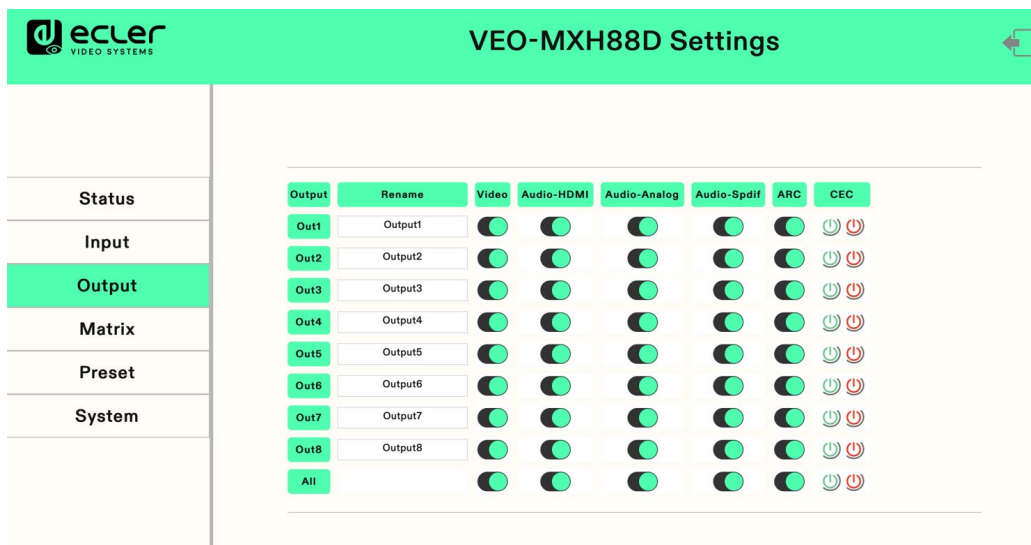 ecler
VIDEO SYSTEMS
VEO-MXH88D Settings
Status
Input
Output
Matrix
Preset
System
Output Rename Video Audio-HDMI Audio-Analog Audio-Spdif ARC CEC
Out1 Output1
Out2 Output2
Out3 Output3
Out4 Output4
Out5 Output5
Out6 Output6
Out7 Output7
Out8 Output8
All